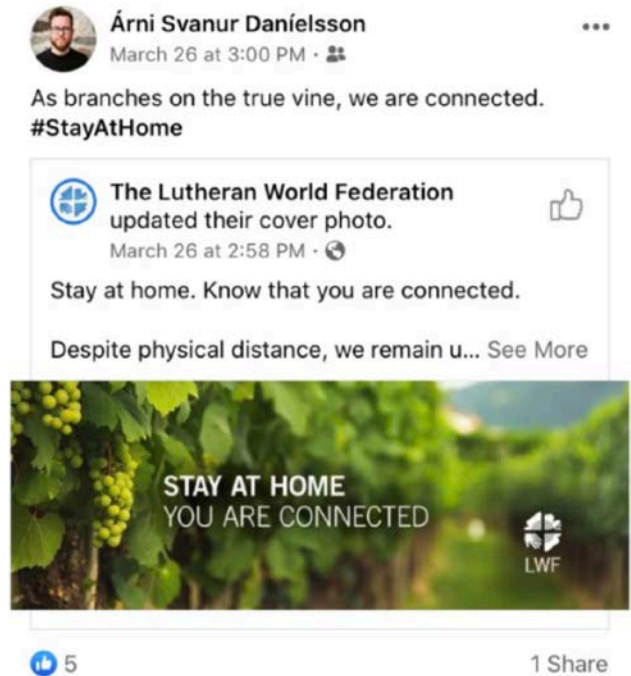 Árni Svanur Daníelsson
March 26 at 3:00 PM ·
As branches on the true vine, we are connected.
#StayAtHome
The Lutheran World Federation
updated their cover photo.
March 26 at 2:58 PM ·
Stay at home. Know that you are connected.
Despite physical distance, we remain u... See More
STAY AT HOME
YOU ARE CONNECTED
LWF
5
1 Share